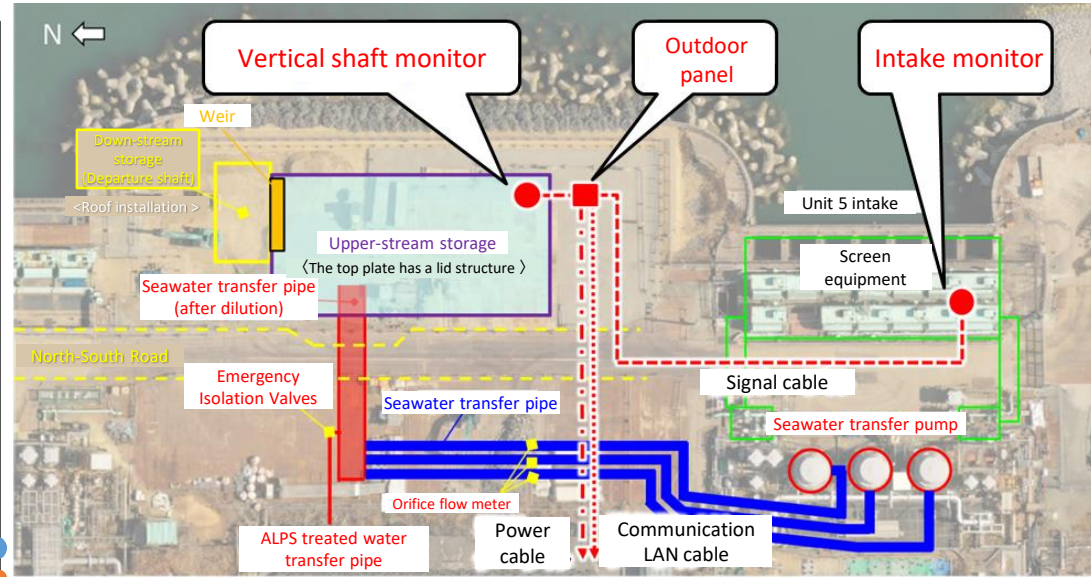 N
Vertical shaft monitor
Outdoor
panel
Intake monitor
Weir
Down-stream
storage
(Departure shaft)
<Roof installation >
Unit 5 intake
Upper-stream storage
〈The top plate has a lid structure 〉
Screen
equipment
Seawater transfer pipe
(after dilution)
North-South Road
Emergency
Isolation Valves
Signal cable
Seawater transfer pipe
Seawater transfer pump
Orifice flow meter
ALPS treated water
transfer pipe
Power
cable
Communication
LAN cable